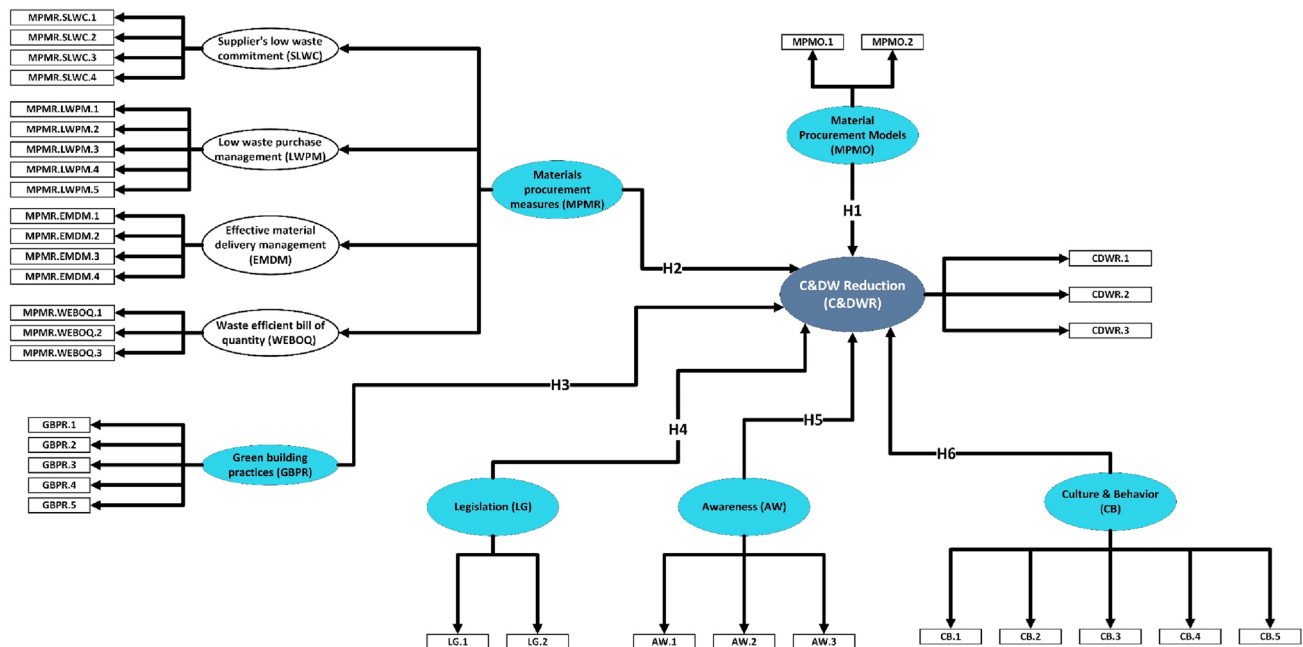 MPMR.SLWC.1
MPMR.SLWC.2
MPMR.SLWC.3
MPMR.SLWC.4
Supplier's low waste
commitment (SLWC)
MPMR.LWPM.1
MPMR.LWPM.2
MPMR.LWPM.3
MPMR.LWPM.4
MPMR.LWPM.5
Low waste purchase
management (LWPM)
MPMR.EMDM.1
MPMR.EMDM.2
MPMR.EMDM.3
MPMR.EMDM.4
Effective material
delivery management
(EMDM)
MPMR.WEBOQ.1
MPMR.WEBOQ.2
MPMR.WEBOQ.3
Waste efficient bill of
quantity (WEBOQ)
Materials
procurement
measures (MPMR)
MPMO.1
MPMO.2
Material
Procurement Models
(MPMO)
H1
H2
C&DW Reduction
(C&DWR)
CDWR.1
CDWR.2
CDWR.3
H3
GBPR.1
GBPR.2
GBPR.3
GBPR.4
GBPR.5
Green building
practices (GBPR)
H4
H5
H6
Legislation (LG)
LG.1
LG.2
Awareness (AW)
AW.1
AW.2
AW.3
Culture & Behavior
(CB)
CB.1
CB.2
CB.3
CB.4
CB.5